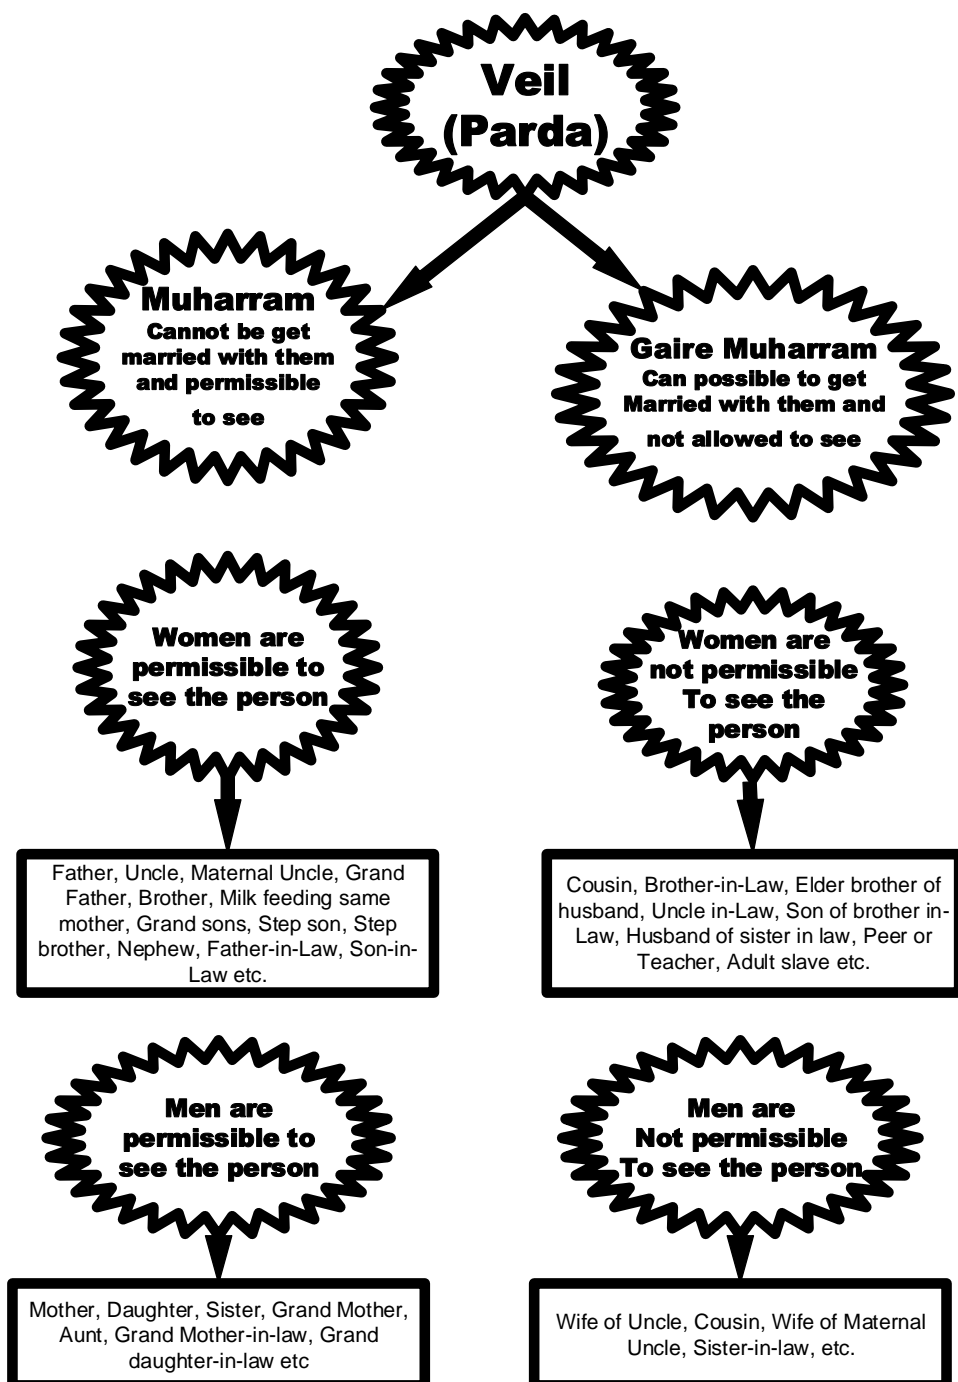 Veil
(Parda)
Muharram
Cannot be get
married with them
and permissible
to see
Gaire Muharram
Can possible to get
Married with them and
not allowed to see
Women are
permissible to
see the person
Women are
not permissible
To see the
person
Father, Uncle, Maternal Uncle, Grand
Father, Brother, Milk feeding same
mother, Grand sons, Step son, Step
brother, Nephew, Father-in-Law, Son-in-
Law etc.
Cousin, Brother-in-Law, Elder brother of
husband, Uncle in-Law, Son of brother in-
Law, Husband of sister in law, Peer or
Teacher, Adult slave etc.
Men are
permissible to
see the person
Men are
Not permissible
To see the person
Mother, Daughter, Sister, Grand Mother,
Aunt, Grand Mother-in-law, Grand
daughter-in-law etc
Wife of Uncle, Cousin, Wife of Maternal
Uncle, Sister-in-law, etc.